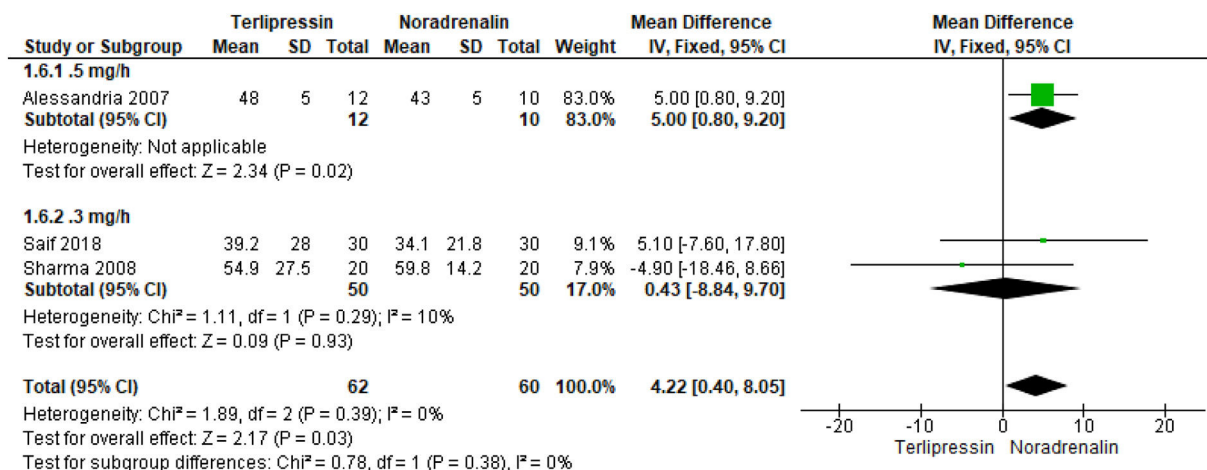 Terlipressin Noradrenalin Mean Difference Mean Difference
Study or Subgroup Mean SD Total Mean SD Total Weight IV, Fixed, 95% CI IV, Fixed, 95% CI
1.6.1 .5 mg/h
Alessandria 2007 48 5 12 43 5 10 83.0% 5.00 [0.80, 9.20]
Subtotal (95% CI) 12 10 83.0% 5.00 [0.80, 9.20]
Heterogeneity: Not applicable
Test for overall effect: Z = 2.34 (P = 0.02)
1.6.2 .3 mg/h
Saif 2018 39.2 28 30 34.1 21.8 30 9.1% 5.10 [-7.60, 17.80]
Sharma 2008 54.9 27.5 20 59.8 14.2 20 7.9% -4.90 [-18.46, 8.66]
Subtotal (95% CI) 50 50 17.0% 0.43 [-8.84, 9.70]
Heterogeneity: Chi² = 1.11, df = 1 (P = 0.29); I² = 10%
Test for overall effect: Z = 0.09 (P = 0.93)
Total (95% CI) 62 60 100.0% 4.22 [0.40, 8.05]
Heterogeneity: Chi² = 1.89, df = 2 (P = 0.39); I² = 0%
Test for overall effect: Z = 2.17 (P = 0.03)
Test for subgroup differences: Chi² = 0.78, df = 1 (P = 0.38), I² = 0%
-20 -10 0 10 20
Terlipressin Noradrenalin